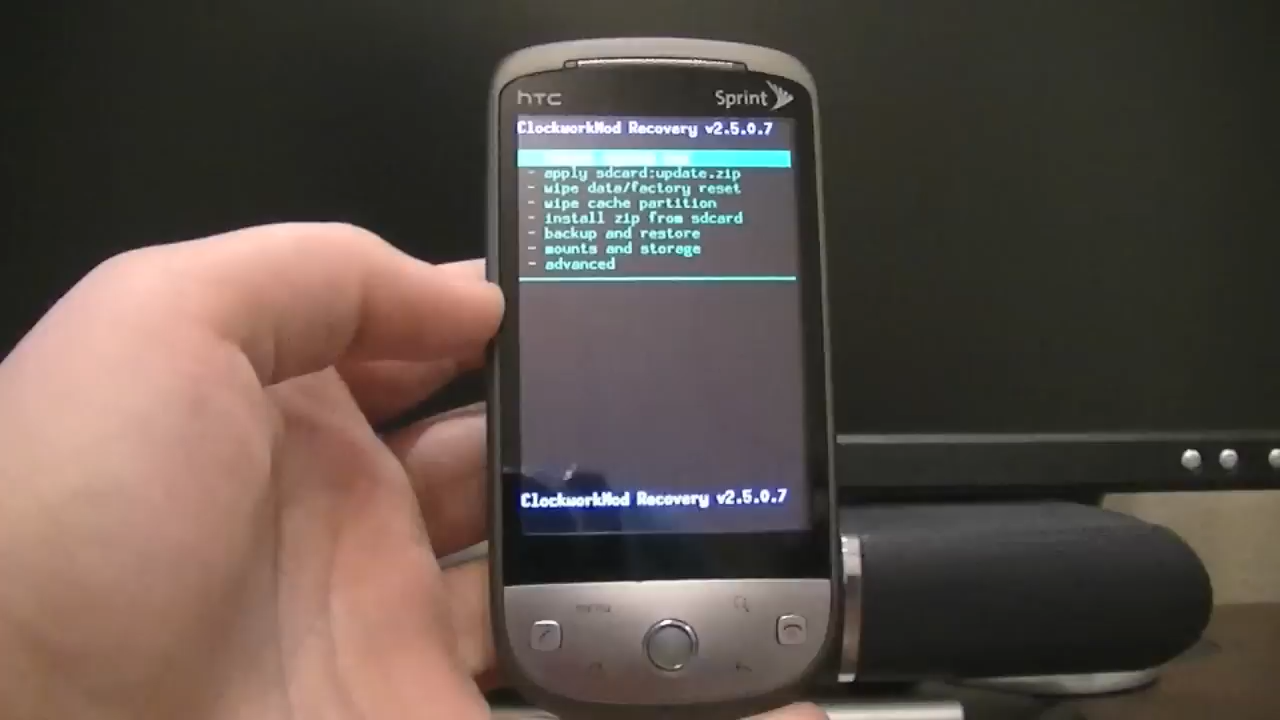 hTC Sprint
ClockworkMod Recovery v2.5.0.7
- apply sdcard:update.zip
- wipe data/factory reset
- wipe cache partition
- install zip from sdcard
- backup and restore
- mounts and storage
- advanced
ClockworkMod Recovery v2.5.0.7
menu